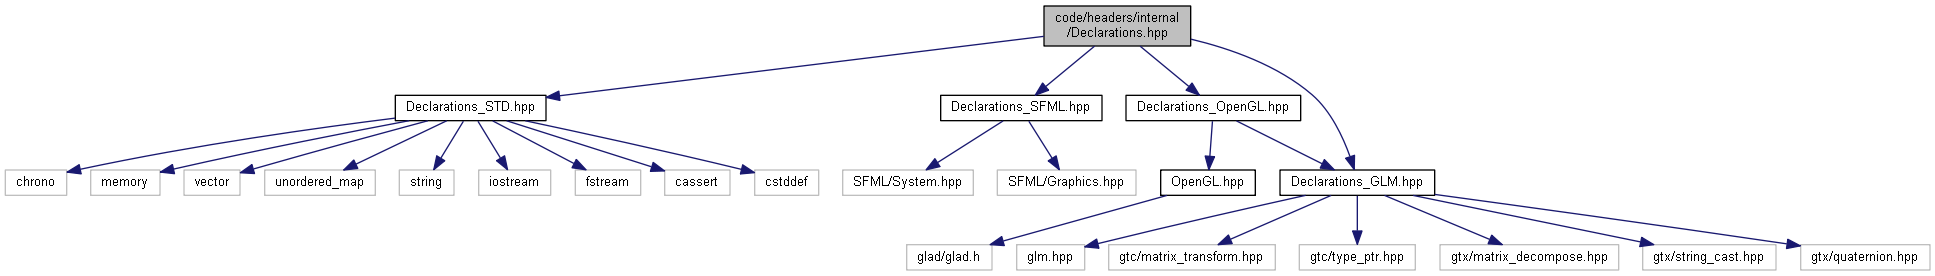 code/headers/internal
/Declarations.hpp
Declarations_STD.hpp
Declarations_SFML.hpp
Declarations_OpenGL.hpp
chrono
memory
vector
unordered_map
string
iostream
fstream
cassert
cstddef
SFML/System.hpp
SFML/Graphics.hpp
OpenGL.hpp
Declarations_GLM.hpp
glad/glad.h
glm.hpp
gtc/matrix_transform.hpp
gtc/type_ptr.hpp
gtx/matrix_decompose.hpp
gtx/string_cast.hpp
gtx/quaternion.hpp